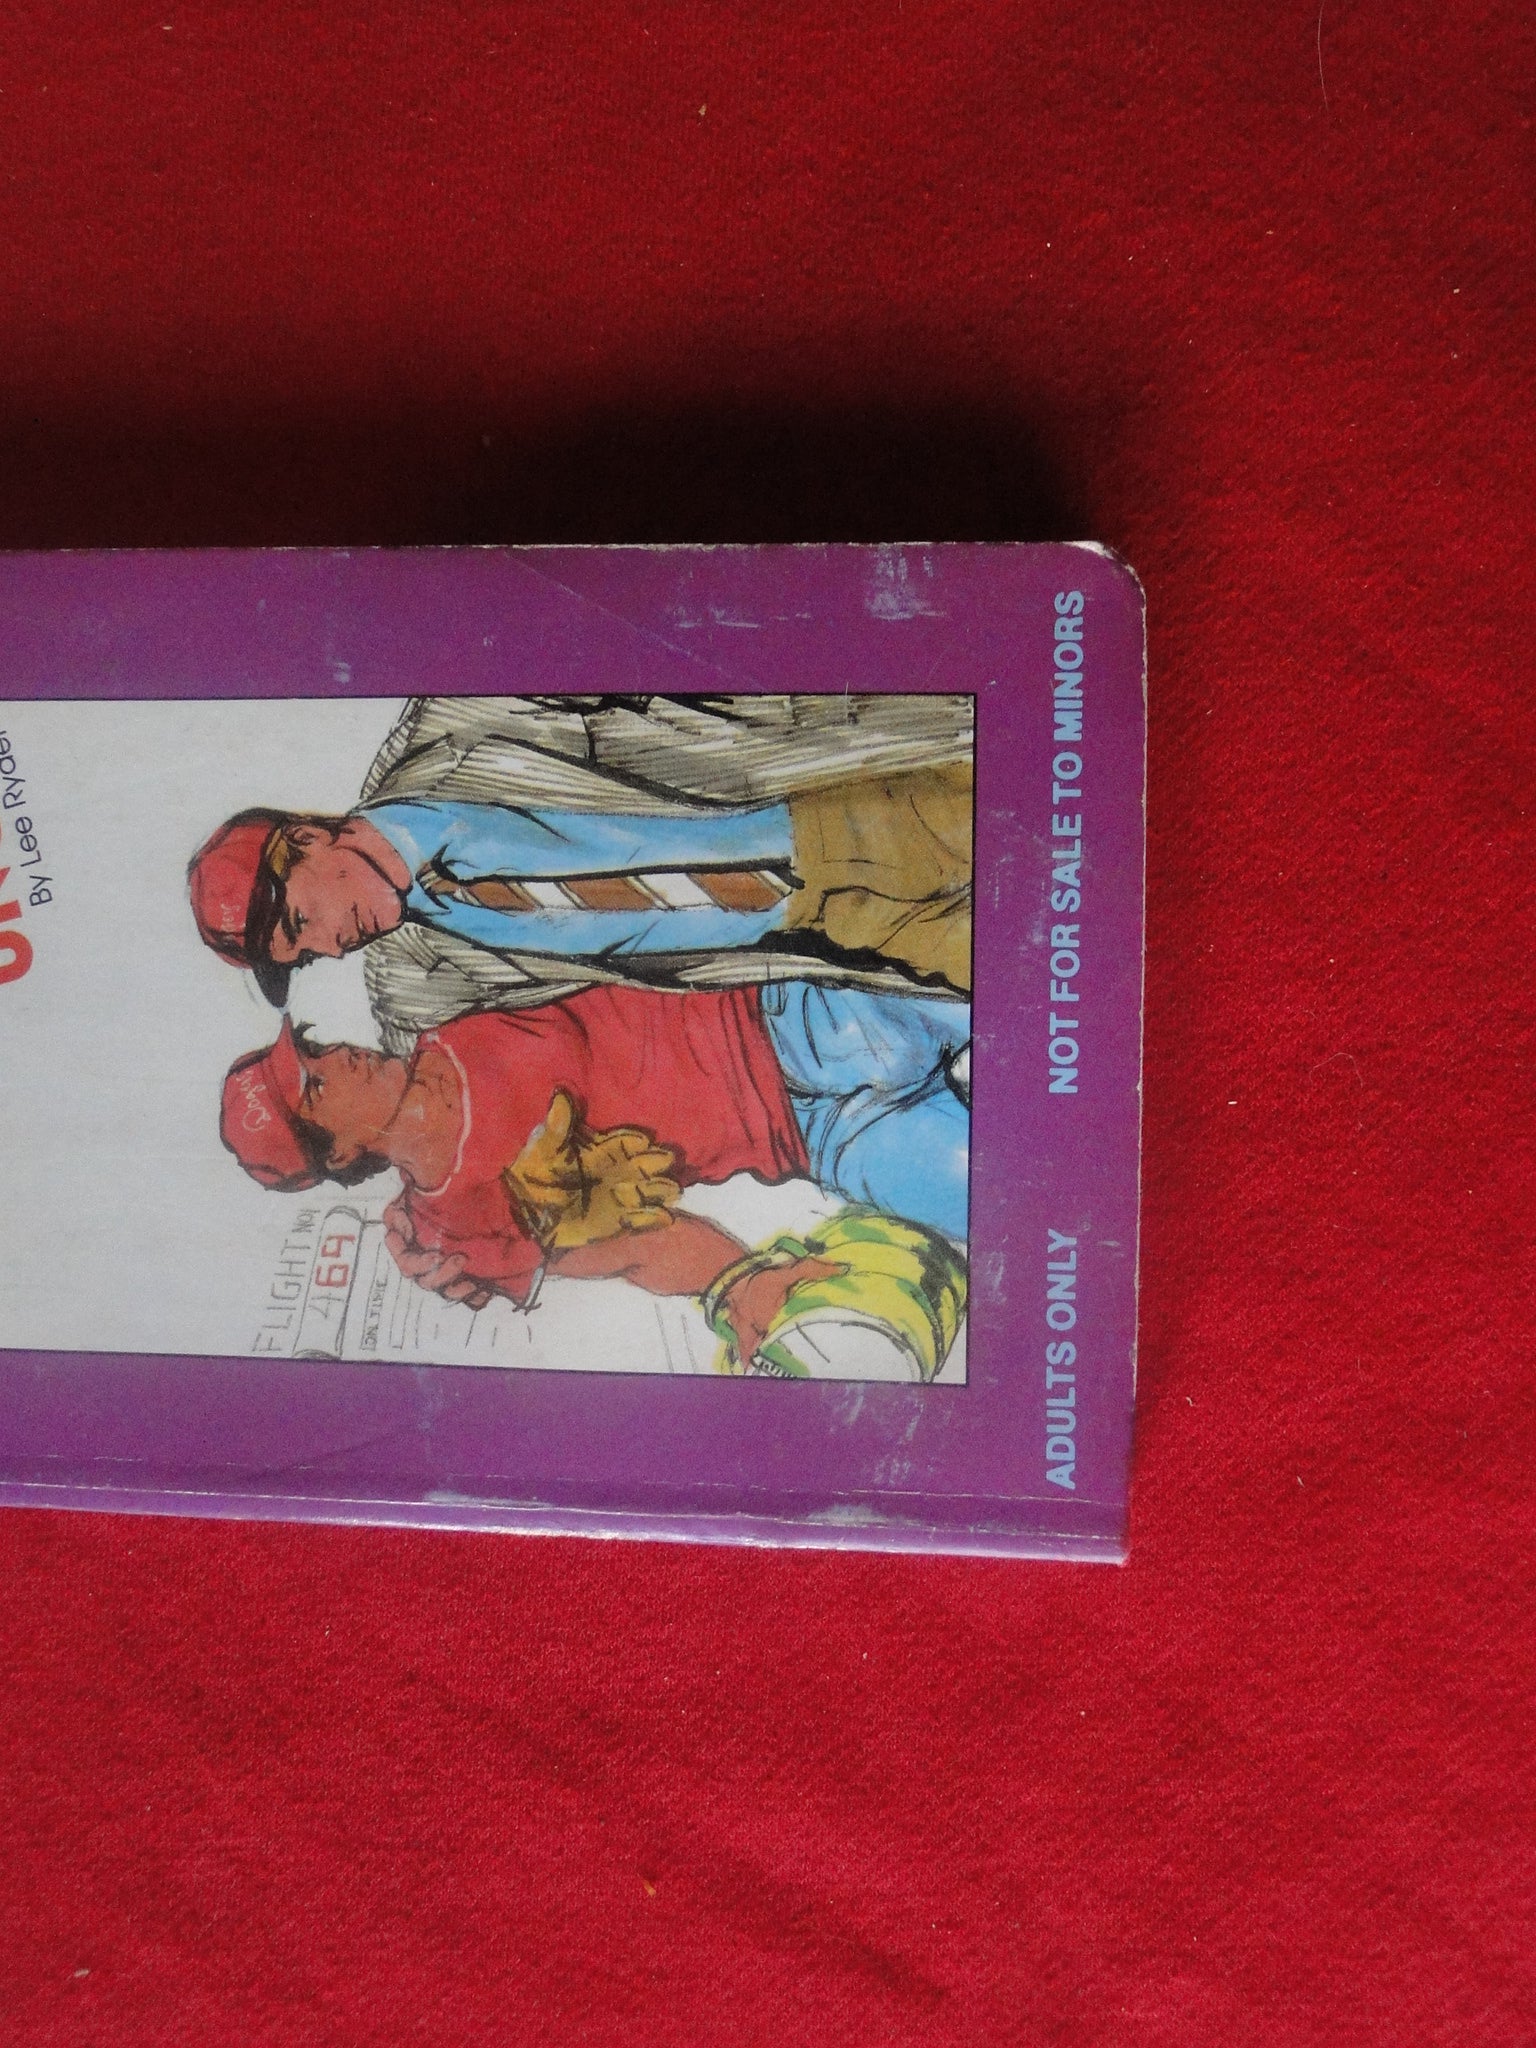 By Lee Ryder
FLIGHT NO!
469
ON TIME
ADULTS ONLY NOT FOR SALE TO MINORS